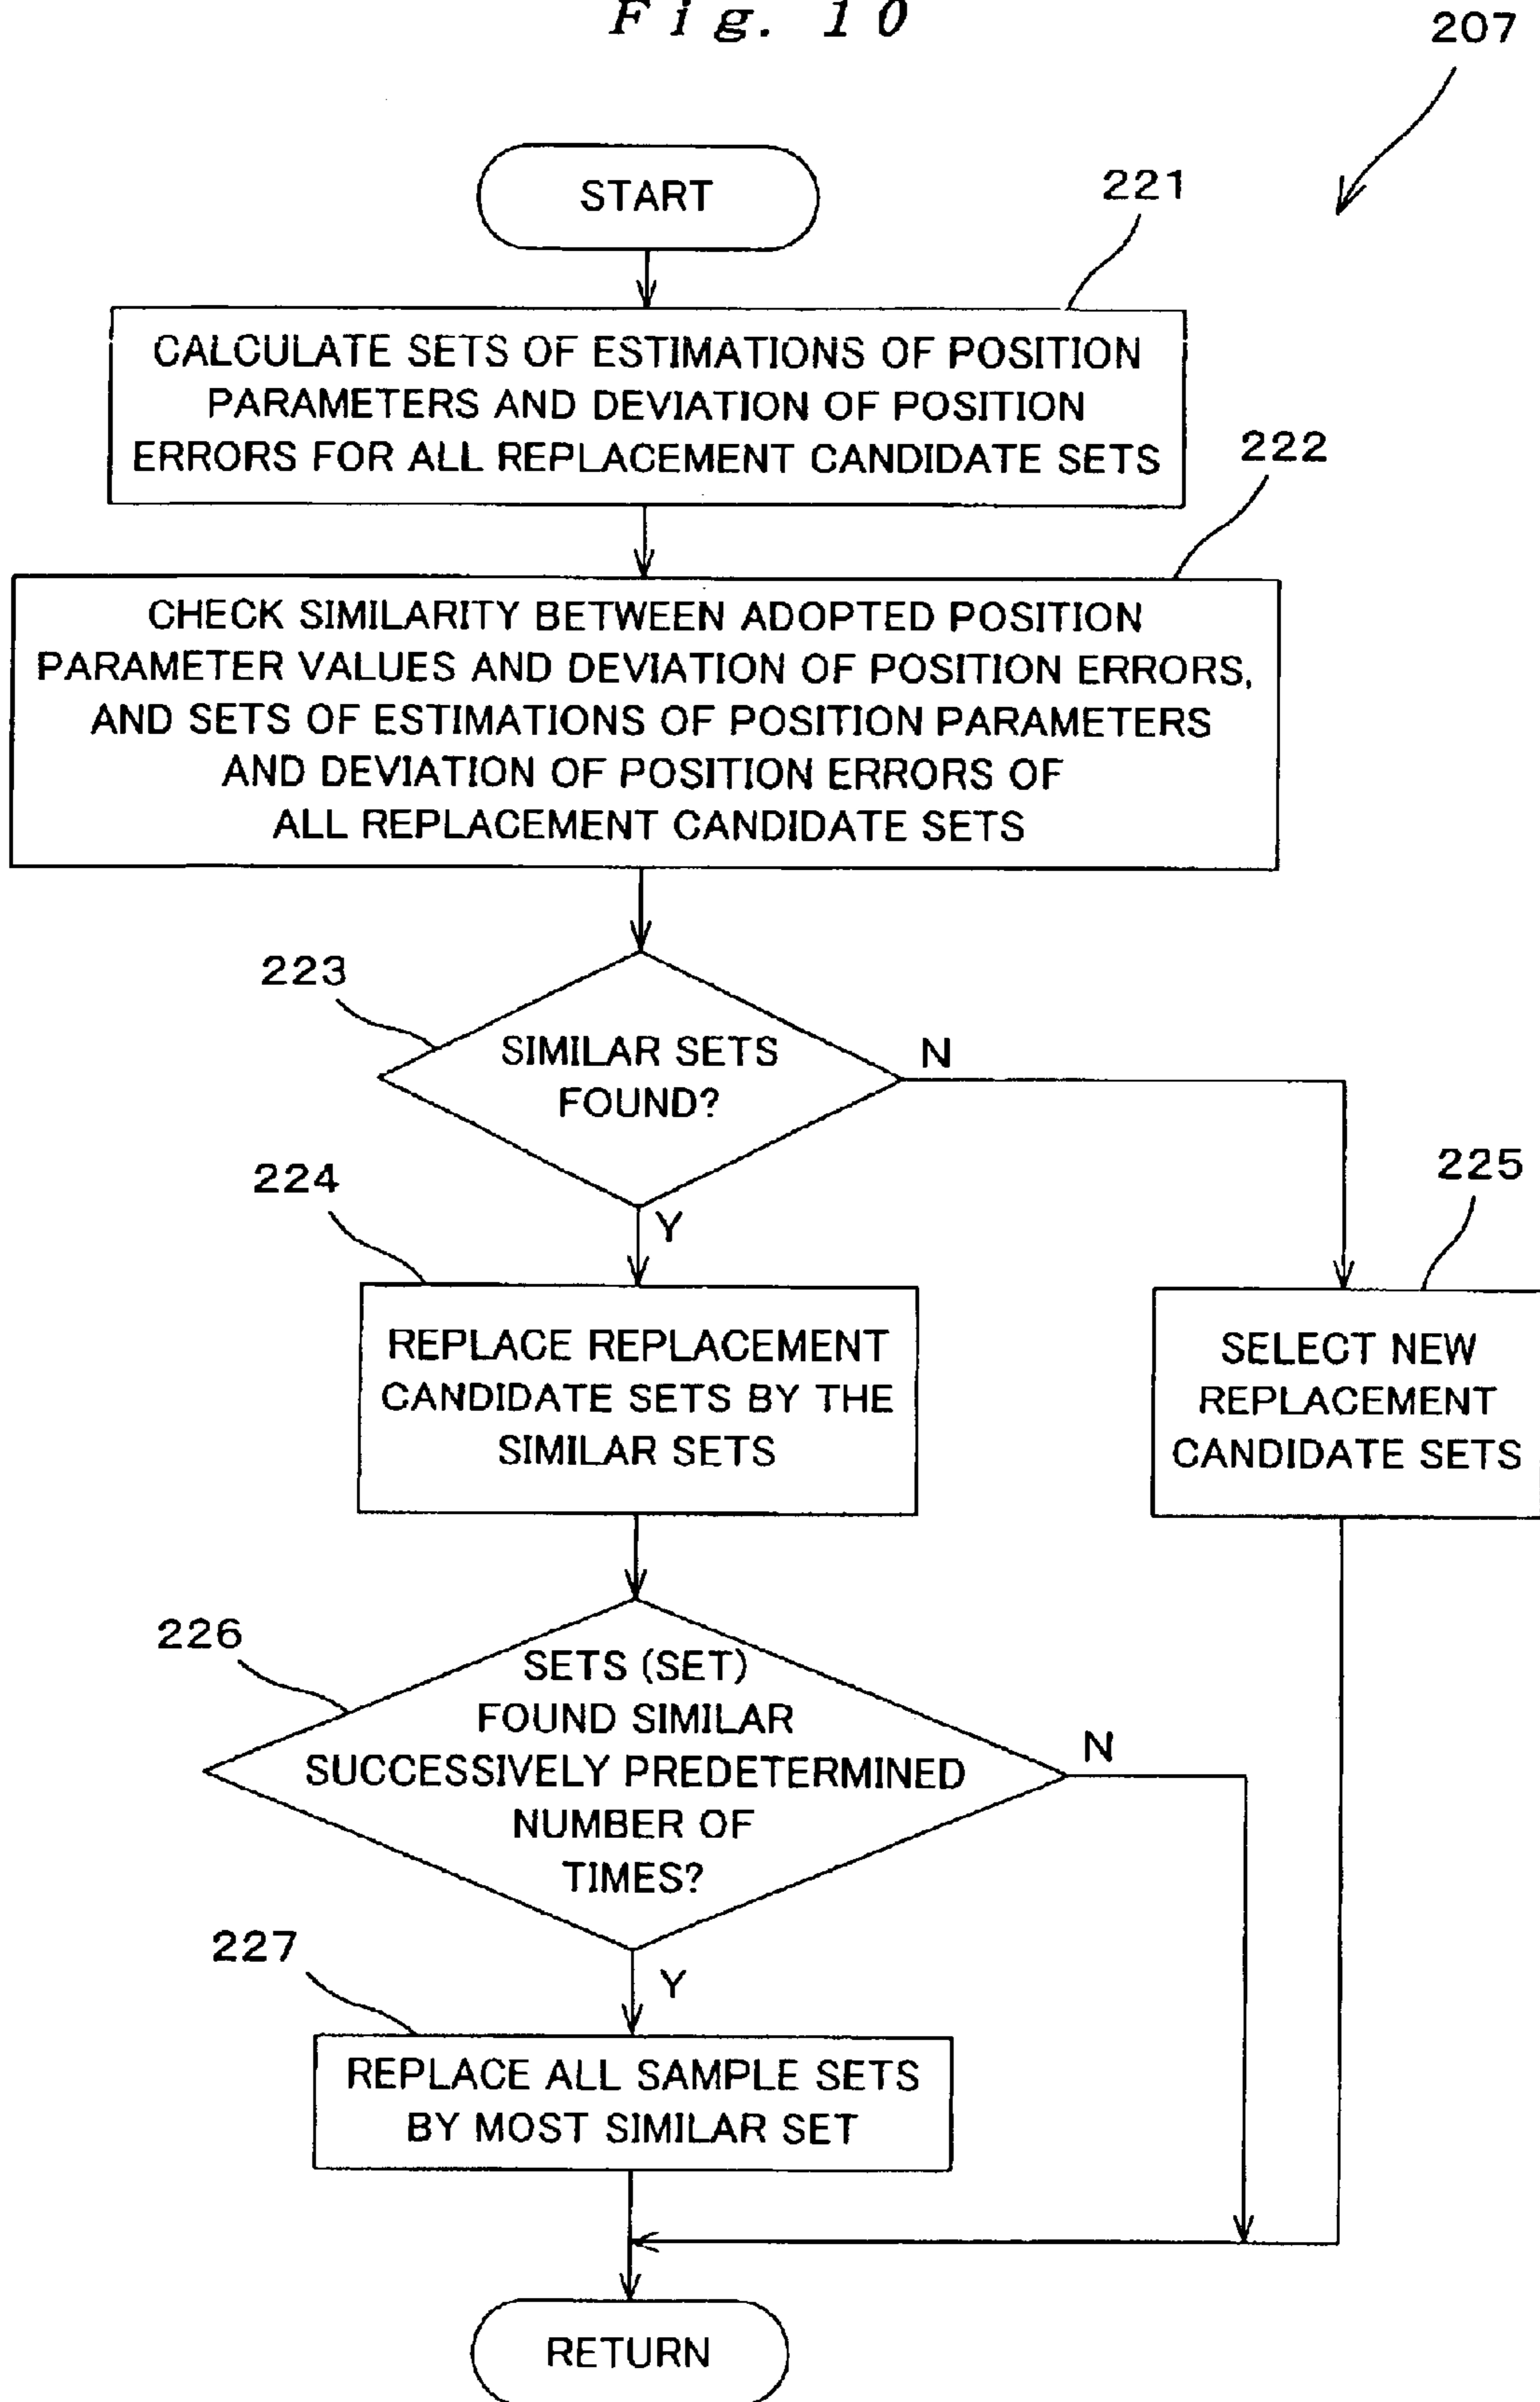 Fig. 10
207
START
221
CALCULATE SETS OF ESTIMATIONS OF POSITION
PARAMETERS AND DEVIATION OF POSITION
ERRORS FOR ALL REPLACEMENT CANDIDATE SETS
222
CHECK SIMILARITY BETWEEN ADOPTED POSITION
PARAMETER VALUES AND DEVIATION OF POSITION ERRORS,
AND SETS OF ESTIMATIONS OF POSITION PARAMETERS
AND DEVIATION OF POSITION ERRORS OF
ALL REPLACEMENT CANDIDATE SETS
223
SIMILAR SETS
FOUND?
N
Y
224
REPLACE REPLACEMENT
CANDIDATE SETS BY THE
SIMILAR SETS
225
SELECT NEW
REPLACEMENT
CANDIDATE SETS
226
SETS (SET)
FOUND SIMILAR
SUCCESSIVELY PREDETERMINED
NUMBER OF
TIMES?
N
Y
227
REPLACE ALL SAMPLE SETS
BY MOST SIMILAR SET
RETURN